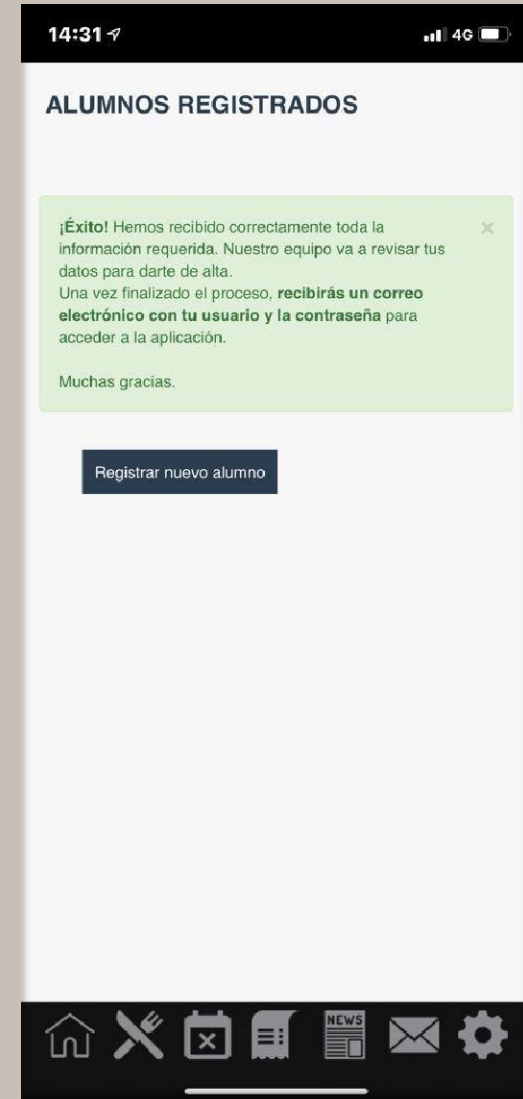 14:31
4G
ALUMNOS REGISTRADOS
¡Éxito! Hemos recibido correctamente toda la
información requerida. Nuestro equipo va a revisar tus
datos para darte de alta.
Una vez finalizado el proceso, recibirás un correo
electrónico con tu usuario y la contraseña para
acceder a la aplicación.
Muchas gracias.
×
Registrar nuevo alumno
NEWS